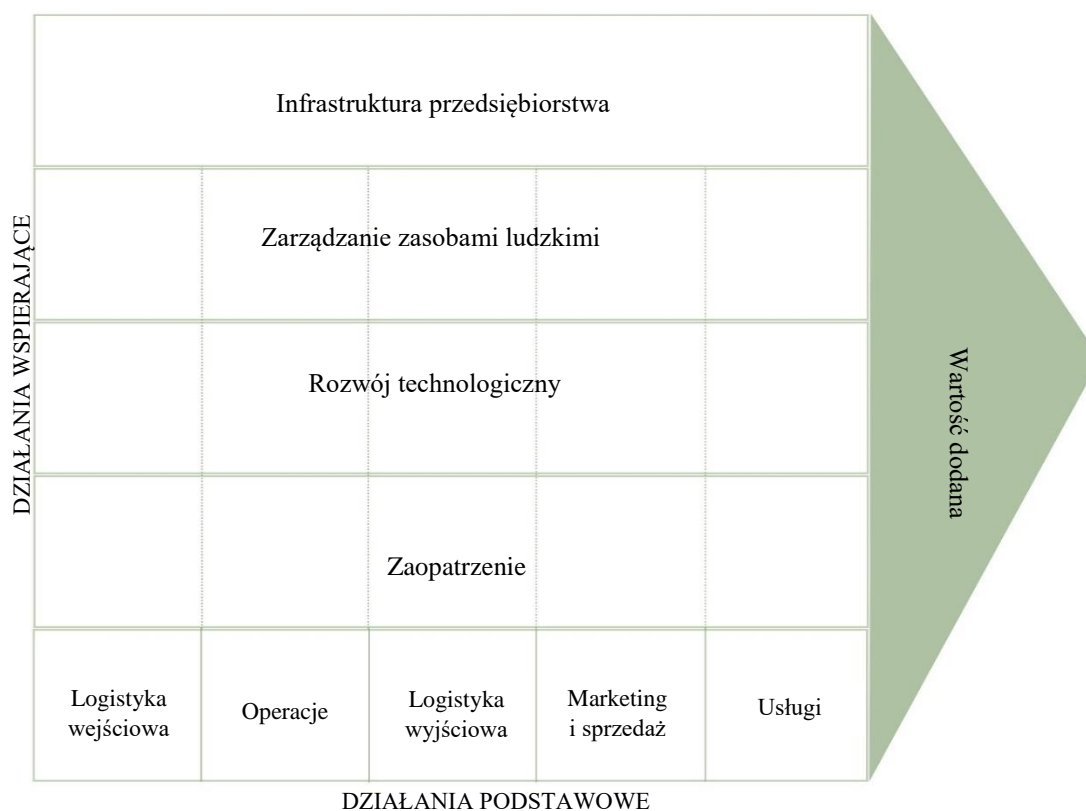 Infrastruktura przedsiębiorstwa
Zarządzanie zasobami ludzkimi
Rozwój technologiczny
Zaopatrzenie
DZIAŁANIA WSPIERAJĄCE
Wartość dodana
Logistyka
wejściowa
Operacje
Logistyka
wyjściowa
Marketing
i sprzedaż
Usługi
DZIAŁANIA PODSTAWOWE